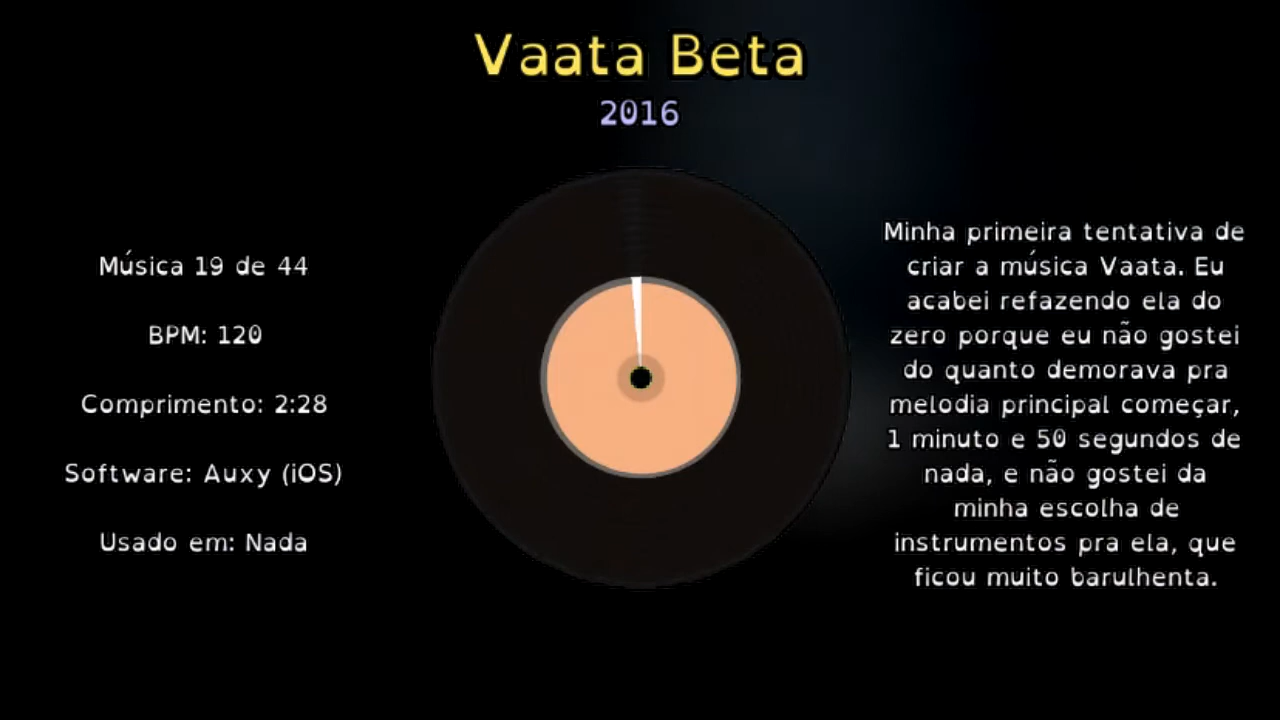 Vaata Beta
2016
Música 19 de 44
BPM: 120
Comprimento: 2:28
Software: Auxy (iOS)
Usado em: Nada
Minha primeira tentativa de
criar a música Vaata. Eu
acabei refazendo ela do
zero porque eu não gostei
do quanto demorava pra
melodia principal começar,
1 minuto e 50 segundos de
nada, e não gostei da
minha escolha de
instrumentos pra ela, que
ficou muito barulhenta.